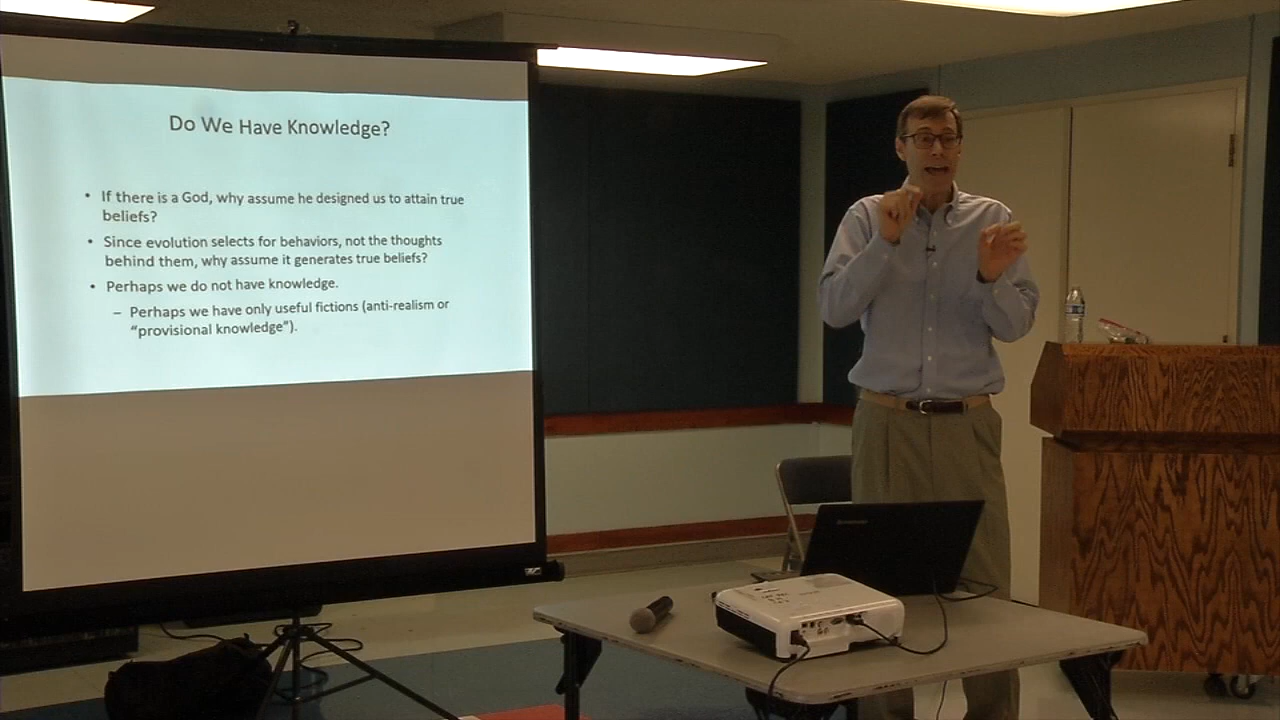 Do We Have Knowledge?
• If there is a God, why assume he designed us to attain true
beliefs?
• Since evolution selects for behaviors, not the thoughts
behind them, why assume it generates true beliefs?
• Perhaps we do not have knowledge.
– Perhaps we have only useful fictions (anti-realism or
“provisional knowledge”).